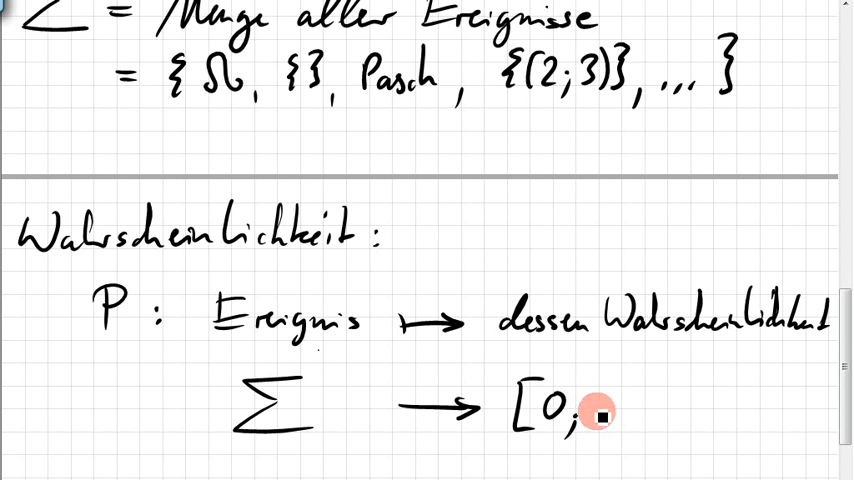 Σ = Menge aller Ereignisse
= { Ω, {}, Pasch, {(2;3)}, ... }
Wahrscheinlichkeit:
P : Ereignis ↦ dessen Wahrscheinlichkeit
Σ → [0;